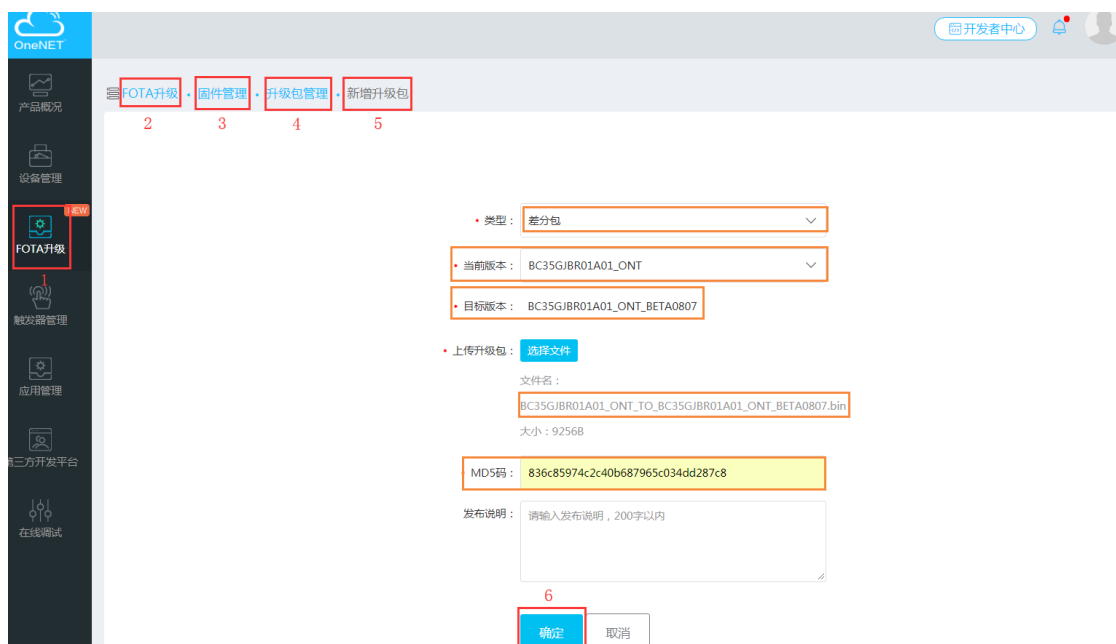 OneNET
开发者中心
产品概况
设备管理
NEW
FOTA升级
1
触发器管理
应用管理
第三方开发平台
在线调试
FOTA升级 • 固件管理 • 升级包管理 • 新增升级包
2 3 4 5
• 类型： 差分包
• 当前版本： BC35GJBR01A01_ONT
• 目标版本： BC35GJBR01A01_ONT_BETA0807
• 上传升级包： 选择文件
文件名：
BC35GJBR01A01_ONT_TO_BC35GJBR01A01_ONT_BETA0807.bin
大小：9256B
• MD5码： 836c85974c2c40b687965c034dd287c8
发布说明： 请输入发布说明，200字以内
6
确定 取消